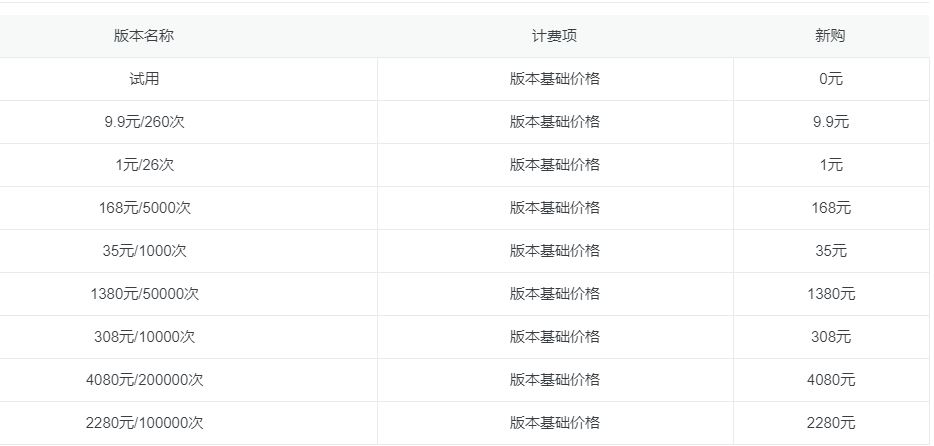 版本名称 计费项 新购
试用 版本基础价格 0元
9.9元/260次 版本基础价格 9.9元
1元/26次 版本基础价格 1元
168元/5000次 版本基础价格 168元
35元/1000次 版本基础价格 35元
1380元/50000次 版本基础价格 1380元
308元/10000次 版本基础价格 308元
4080元/200000次 版本基础价格 4080元
2280元/100000次 版本基础价格 2280元